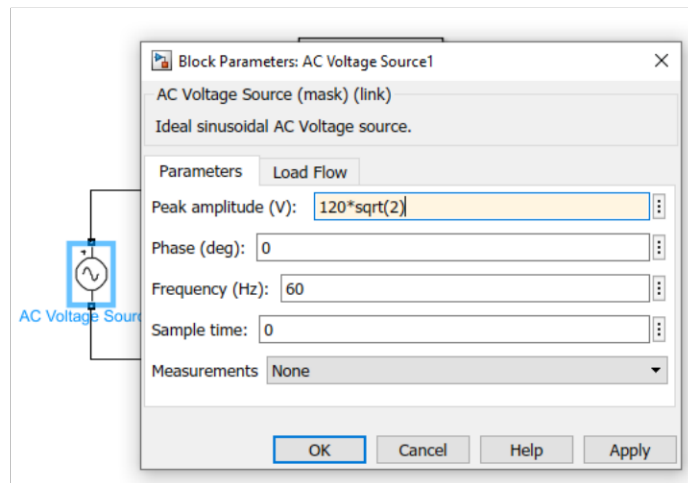 Block Parameters: AC Voltage Source1
AC Voltage Source (mask) (link)
Ideal sinusoidal AC Voltage source.
Parameters Load Flow
Peak amplitude (V): 120*sqrt(2)
Phase (deg): 0
Frequency (Hz): 60
AC Voltage Sour
Sample time: 0
Measurements None
OK Cancel Help Apply